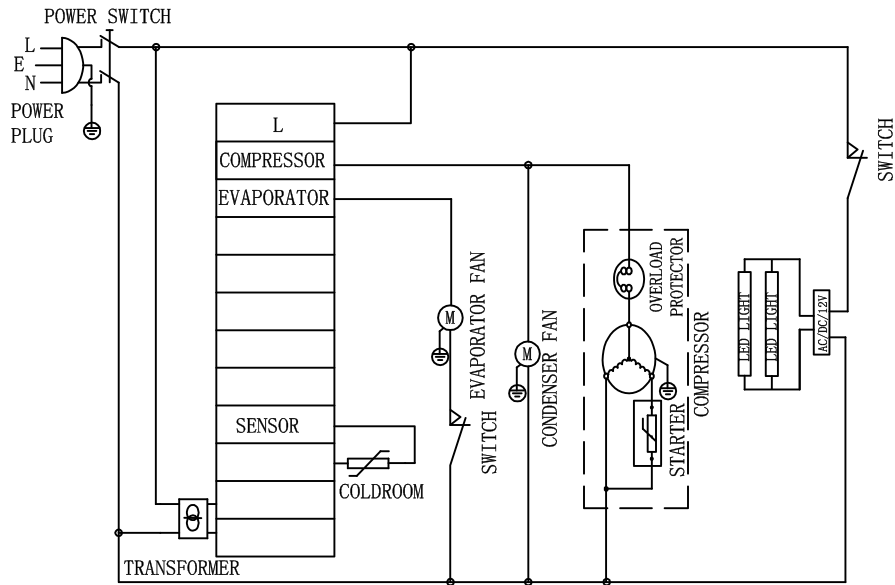 POWER SWITCH
L
E
N
POWER
PLUG
L
COMPRESSOR
EVAPORATOR
SENSOR
COLDROOM
TRANSFORMER
M
EVAPORATOR FAN
SWITCH
M
CONDENSER FAN
OVERLOAD
PROTECTOR
COMPRESSOR
STARTER
LED LIGHT
LED LIGHT
AC/DC/12V
SWITCH